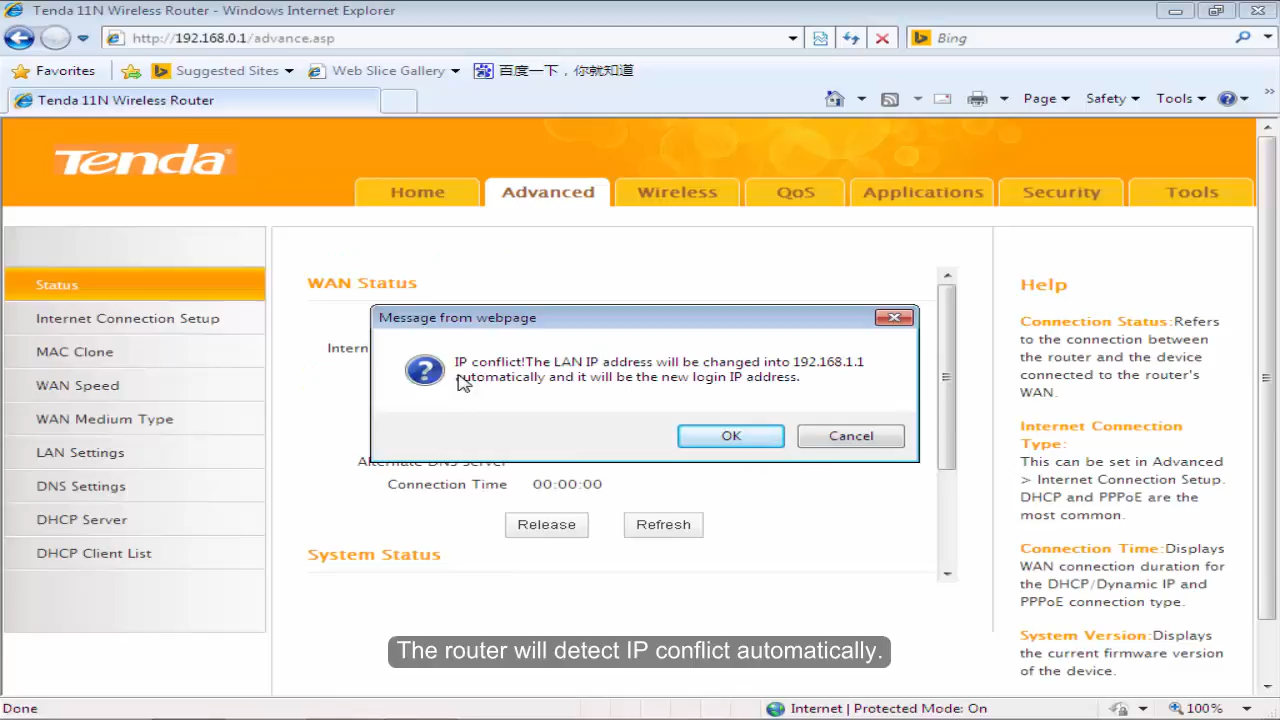 Tenda 11N Wireless Router - Windows Internet Explorer
http://192.168.0.1/advance.asp
Bing
Favorites
Suggested Sites
Web Slice Gallery
百度一下，你就知道
Tenda 11N Wireless Router
Page
Safety
Tools
Tenda
Home
Advanced
Wireless
QoS
Applications
Security
Tools
Status
Internet Connection Setup
MAC Clone
WAN Speed
WAN Medium Type
LAN Settings
DNS Settings
DHCP Server
DHCP Client List
WAN Status
Message from webpage
IP conflict!The LAN IP address will be changed into 192.168.1.1
automatically and it will be the new login IP address.
OK
Cancel
Alternate DNS Server
Connection Time 00:00:00
Release
Refresh
System Status
Help
Connection Status:Refers
to the connection between
the router and the device
connected to the router's
WAN.
Internet Connection
Type:
This can be set in Advanced
> Internet Connection Setup.
DHCP and PPPoE are the
most common.
Connection Time:Displays
WAN connection duration for
the DHCP/Dynamic IP and
PPPoE connection type.
System Version:Displays
the current firmware version
of the device.
The router will detect IP conflict automatically.
Done
Internet | Protected Mode: On
100%